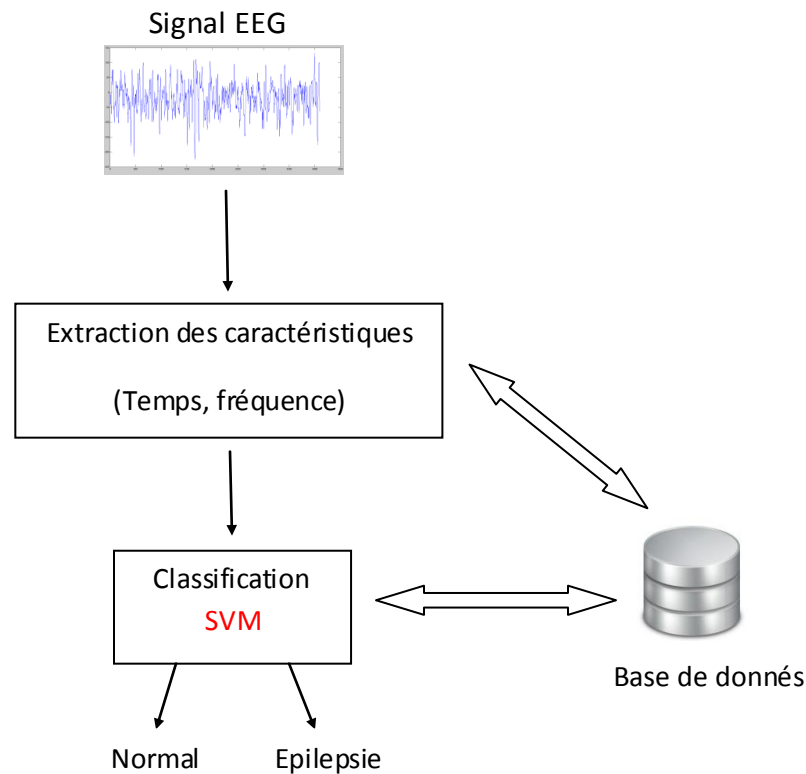 Signal EEG
Extraction des caractéristiques
(Temps, fréquence)
Classification
SVM
Base de donnés
Normal
Epilepsie